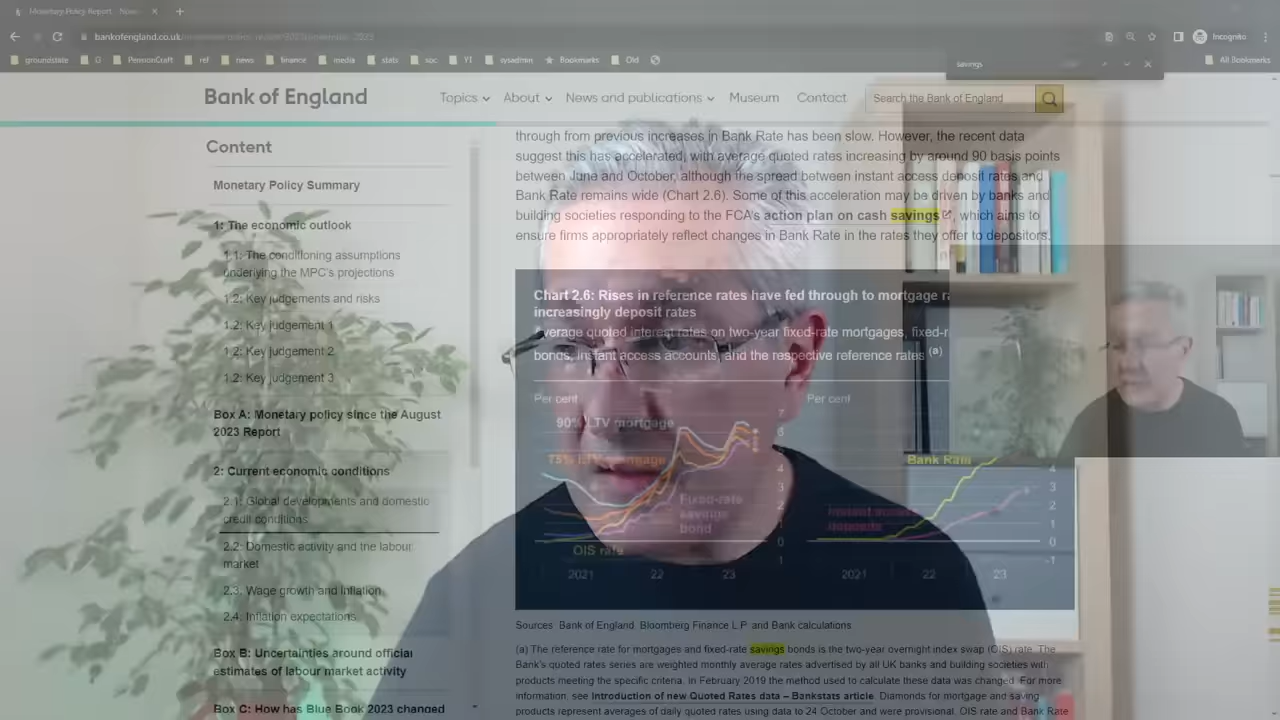 Monetary Policy Report - Nove
bankofengland.co.uk
Incognito
groundstate
G
PensionCraft
ref
news
finance
media
stats
soc
YT
sysadmin
Bookmarks
Old
All Bookmarks
savings
Bank of England
Topics
About
News and publications
Museum
Contact
Search the Bank of England
Content
Monetary Policy Summary
1: The economic outlook
1.1: The conditioning assumptions
underlying the MPC's projections
1.2: Key judgements and risks
1.2: Key judgement 1
1.2: Key judgement 2
1.2: Key judgement 3
Box A: Monetary policy since the August
2023 Report
2: Current economic conditions
2.1: Global developments and domestic
credit conditions
2.2: Domestic activity and the labour
market
2.3: Wage growth and inflation
2.4: Inflation expectations
Box B: Uncertainties around official
estimates of labour market activity
Box C: How has Blue Book 2023 changed
through from previous increases in Bank Rate has been slow. However, the recent data
suggest this has accelerated, with average quoted rates increasing by around 90 basis points
between June and October, although the spread between instant access deposit rates and
Bank Rate remains wide (Chart 2.6). Some of this acceleration may be driven by banks and
building societies responding to the FCA's action plan on cash savings, which aims to
ensure firms appropriately reflect changes in Bank Rate in the rates they offer to depositors.
Chart 2.6: Rises in reference rates have fed through to mortgage ra
increasingly deposit rates
verage quoted interest rates on two-year fixed-rate mortgages, fixed-r
bonds, instant access accounts, and the respective reference rates (a)
Per cent
90% LTV mortgage
75% LTV mortgage
Fixed-rate
savings
bond
OIS rate
7
6
4
3
2
1
0
1
2021
22
23
Per cent
Bank Rate
Instant access
deposits
4
3
2
1
0
-1
2021
22
23
Sources: Bank of England, Bloomberg Finance L.P. and Bank calculations.
(a) The reference rate for mortgages and fixed-rate savings bonds is the two-year overnight index swap (OIS) rate. The
Bank's quoted rates series are weighted monthly average rates advertised by all UK banks and building societies with
products meeting the specific criteria. In February 2019 the method used to calculate these data was changed. For more
information, see Introduction of new Quoted Rates data – Bankstats article. Diamonds for mortgage and saving
products represent averages of daily quoted rates using data to 24 October and were provisional. OIS rate and Bank Rate